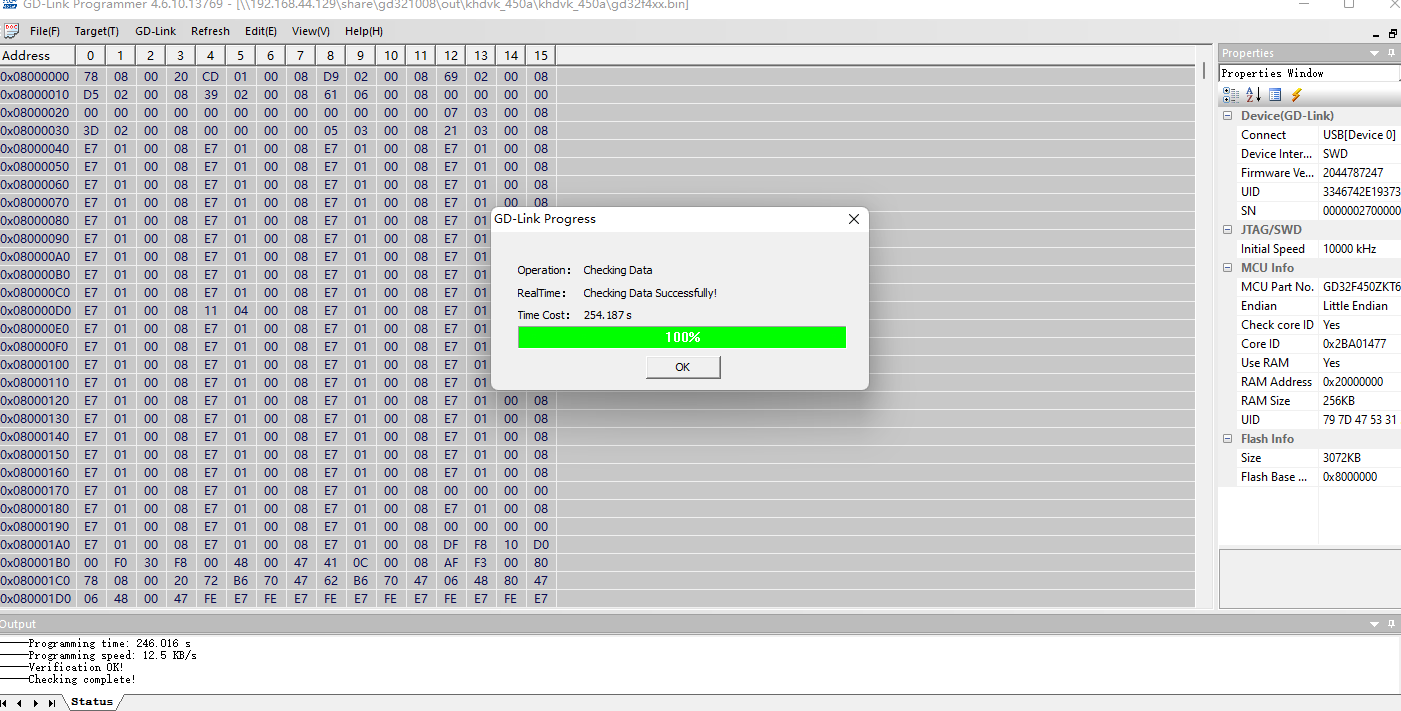 GD-Link Programmer 4.6.10.13769 - [\\192.168.44.129\share\gd321008\out\khdvk_450a\khdvk_450a\gd32f4xx.bin]
File(F) Target(T) GD-Link Refresh Edit(E) View(V) Help(H)
Address 0 1 2 3 4 5 6 7 8 9 10 11 12 13 14 15
0x08000000 78 08 00 20 CD 01 00 08 D9 02 00 08 69 02 00 08
0x08000010 D5 02 00 08 39 02 00 08 61 06 00 08 00 00 00 00
0x08000020 00 00 00 00 00 00 00 00 00 00 00 00 07 03 00 08
0x08000030 3D 02 00 08 00 00 00 00 05 03 00 08 21 03 00 08
0x08000040 E7 01 00 08 E7 01 00 08 E7 01 00 08 E7 01 00 08
0x08000050 E7 01 00 08 E7 01 00 08 E7 01 00 08 E7 01 00 08
0x08000060 E7 01 00 08 E7 01 00 08 E7 01 00 08 E7 01 00 08
0x08000070 E7 01 00 08 E7 01 00 08 E7 01 00 08 E7 01 00 08
0x08000080 E7 01 00 08 E7 01 00 08 E7 01 00 08 E7 01
0x08000090 E7 01 00 08 E7 01 00 08 E7 01 00 08 E7 01
0x080000A0 E7 01 00 08 E7 01 00 08 E7 01 00 08 E7 01
0x080000B0 E7 01 00 08 E7 01 00 08 E7 01 00 08 E7 01
0x080000C0 E7 01 00 08 E7 01 00 08 E7 01 00 08 E7 01
0x080000D0 E7 01 00 08 11 04 00 08 E7 01 00 08 E7 01
0x080000E0 E7 01 00 08 E7 01 00 08 E7 01 00 08 E7 01
0x080000F0 E7 01 00 08 E7 01 00 08 E7 01 00 08 E7 01
0x08000100 E7 01 00 08 E7 01 00 08 E7 01 00 08 E7 01
0x08000110 E7 01 00 08 E7 01 00 08 E7 01 00 08 E7 01
0x08000120 E7 01 00 08 E7 01 00 08 E7 01 00 08 E7 01 00 08
0x08000130 E7 01 00 08 E7 01 00 08 E7 01 00 08 E7 01 00 08
0x08000140 E7 01 00 08 E7 01 00 08 E7 01 00 08 E7 01 00 08
0x08000150 E7 01 00 08 E7 01 00 08 E7 01 00 08 E7 01 00 08
0x08000160 E7 01 00 08 E7 01 00 08 E7 01 00 08 E7 01 00 08
0x08000170 E7 01 00 08 E7 01 00 08 E7 01 00 08 00 00 00 00
0x08000180 E7 01 00 08 E7 01 00 08 E7 01 00 08 E7 01 00 08
0x08000190 E7 01 00 08 E7 01 00 08 E7 01 00 08 00 00 00 00
0x080001A0 E7 01 00 08 E7 01 00 08 E7 01 00 08 DF F8 10 D0
0x080001B0 00 F0 30 F8 00 48 00 47 41 0C 00 08 AF F3 00 80
0x080001C0 78 08 00 20 72 B6 70 47 62 B6 70 47 06 48 80 47
0x080001D0 06 48 00 47 FE E7 FE E7 FE E7 FE E7 FE E7 FE E7
GD-Link Progress
Operation: Checking Data
RealTime: Checking Data Successfully!
Time Cost: 254.187 s
100%
OK
Properties
Properties Window
Device(GD-Link)
Connect USB[Device 0]
Device Inter... SWD
Firmware Ve... 2044787247
UID 3346742E19373
SN 0000002700000
JTAG/SWD
Initial Speed 10000 kHz
MCU Info
MCU Part No. GD32F450ZKT6
Endian Little Endian
Check core ID Yes
Core ID 0x2BA01477
Use RAM Yes
RAM Address 0x20000000
RAM Size 256KB
UID 79 7D 47 53 31
Flash Info
Size 3072KB
Flash Base ... 0x8000000
Output
————Programming time: 246.016 s
————Programming speed: 12.5 KB/s
————Verification OK!
————Checking complete!
Status